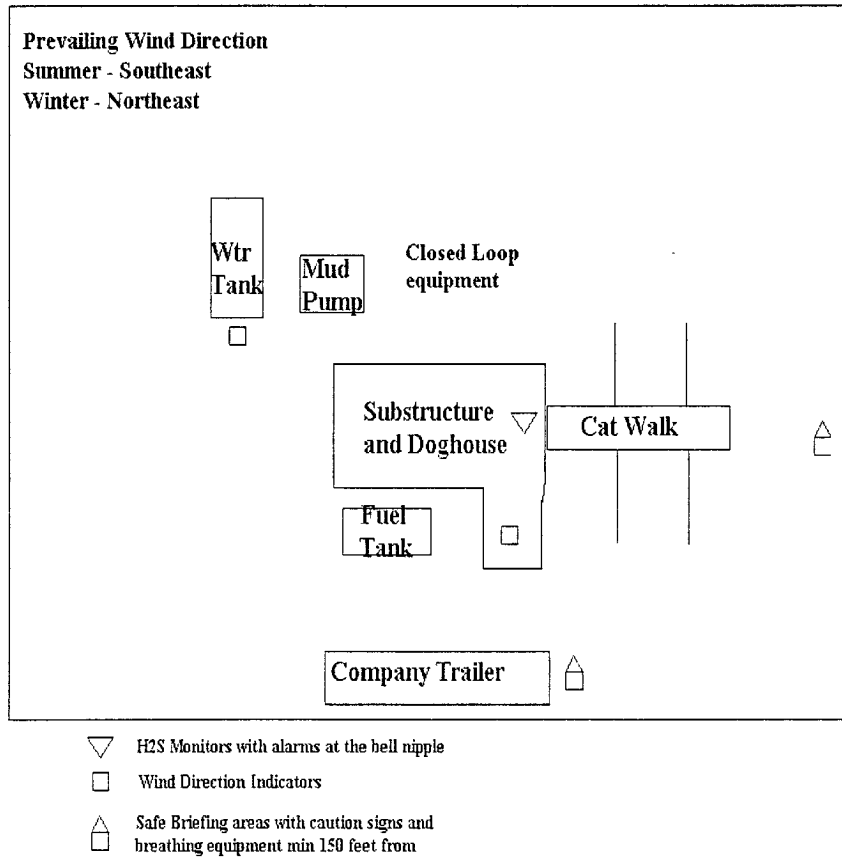 Prevailing Wind Direction
Summer - Southeast
Winter - Northeast
Wtr
Tank
Mud
Pump
Closed Loop
equipment
Substructure
and Doghouse
Cat Walk
Fuel
Tank
Company Trailer
H2S Monitors with alarms at the bell nipple
Wind Direction Indicators
Safe Briefing areas with caution signs and
breathing equipment min 150 feet from